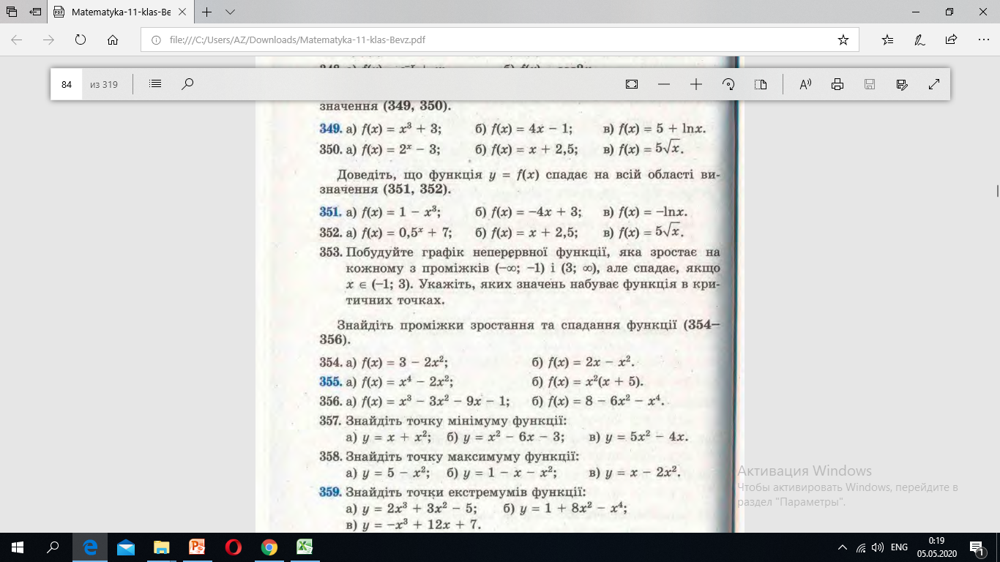 Matematyka-11-klas-Be
file:///C:/Users/AZ/Downloads/Matematyka-11-klas-Bevz.pdf
84 из 319
значення (349, 350).
349. а) f(x) = x³ + 3; б) f(x) = 4x − 1; в) f(x) = 5 + lnx.
350. а) f(x) = 2ˣ − 3; б) f(x) = x + 2,5; в) f(x) = 5√x.
Доведіть, що функція y = f(x) спадає на всій області ви-
значення (351, 352).
351. а) f(x) = 1 − x³; б) f(x) = −4x + 3; в) f(x) = −lnx.
352. а) f(x) = 0,5ˣ + 7; б) f(x) = x + 2,5; в) f(x) = 5√x.
353. Побудуйте графік неперервної функції, яка зростає на
кожному з проміжків (−∞; −1) і (3; ∞), але спадає, якщо
x ∈ (−1; 3). Укажіть, яких значень набуває функція в кри-
тичних точках.
Знайдіть проміжки зростання та спадання функції (354–
356).
354. а) f(x) = 3 − 2x²; б) f(x) = 2x − x².
355. а) f(x) = x⁴ − 2x²; б) f(x) = x²(x + 5).
356. а) f(x) = x³ − 3x² − 9x − 1; б) f(x) = 8 − 6x² − x⁴.
357. Знайдіть точку мінімуму функції:
а) y = x + x²; б) y = x² − 6x − 3; в) y = 5x² − 4x.
358. Знайдіть точку максимуму функції:
а) y = 5 − x²; б) y = 1 − x − x²; в) y = x − 2x².
359. Знайдіть точки екстремумів функції:
а) y = 2x³ + 3x² − 5; б) y = 1 + 8x² − x⁴;
в) y = −x³ + 12x + 7.
Активация Windows
Чтобы активировать Windows, перейдите в
раздел "Параметры".
ENG
0:19
05.05.2020
1